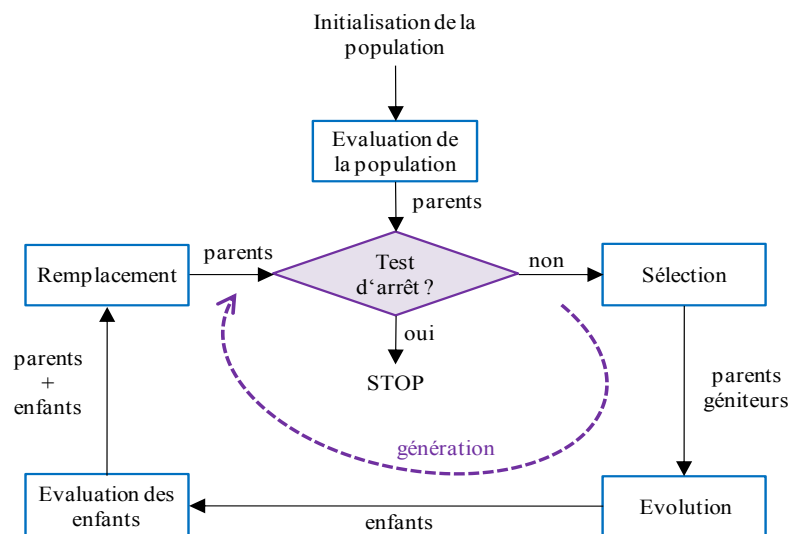 Initialisation de la
population
Evaluation de
la population
parents
Remplacement
parents
Test
d‘arrêt ?
non
Sélection
oui
STOP
parents
+
enfants
parents
géniteurs
génération
Evaluation des
enfants
enfants
Evolution